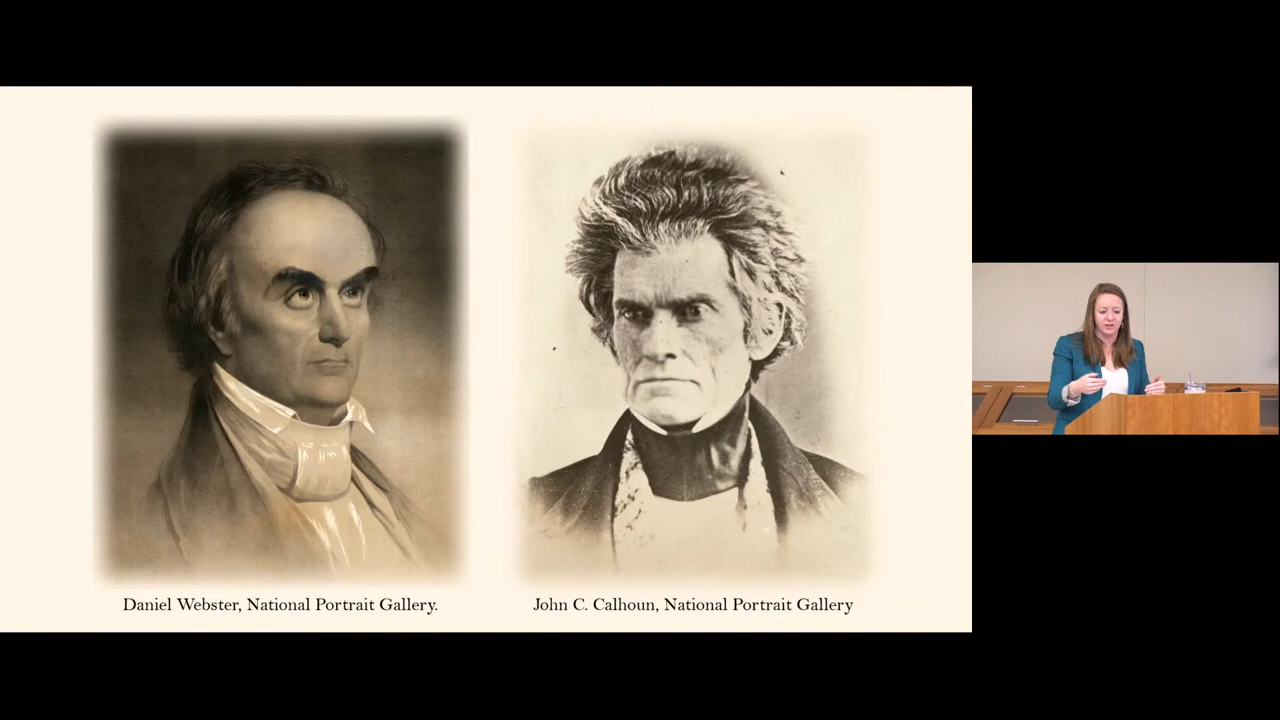 Daniel Webster, National Portrait Gallery.
John C. Calhoun, National Portrait Gallery